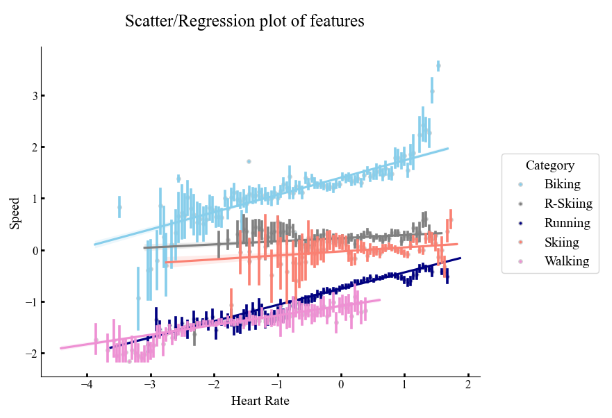 Scatter/Regression plot of features
3
2
1
0
−1
−2
Speed
−4
−3
−2
−1
0
1
2
Heart Rate
Category
Biking
R-Skiing
Running
Skiing
Walking